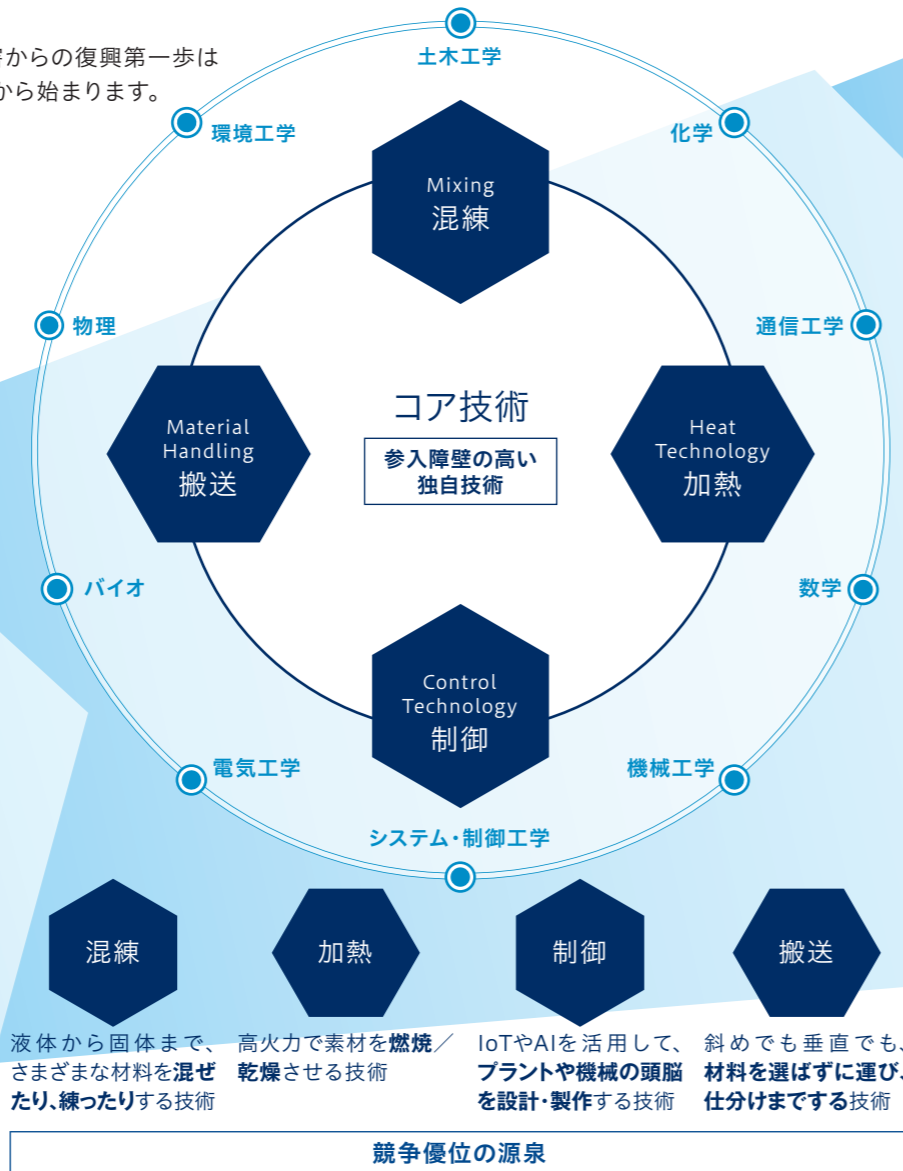 害からの復興第一歩は
から始まります。
土木工学
環境工学
化学
Mixing
混練
物理
通信工学
コア技術
参入障壁の高い
独自技術
Material
Handling
搬送
Heat
Technology
加熱
バイオ
数学
Control
Technology
制御
電気工学
機械工学
システム・制御工学
混練
加熱
制御
搬送
液体から固体まで、
さまざまな材料を混ぜ
たり、練ったりする技術
高火力で素材を燃焼／
乾燥させる技術
IoTやAIを活用して、
プラントや機械の頭脳
を設計・製作する技術
斜めでも垂直でも、
材料を選ばずに運び、
仕分けまでする技術
競争優位の源泉